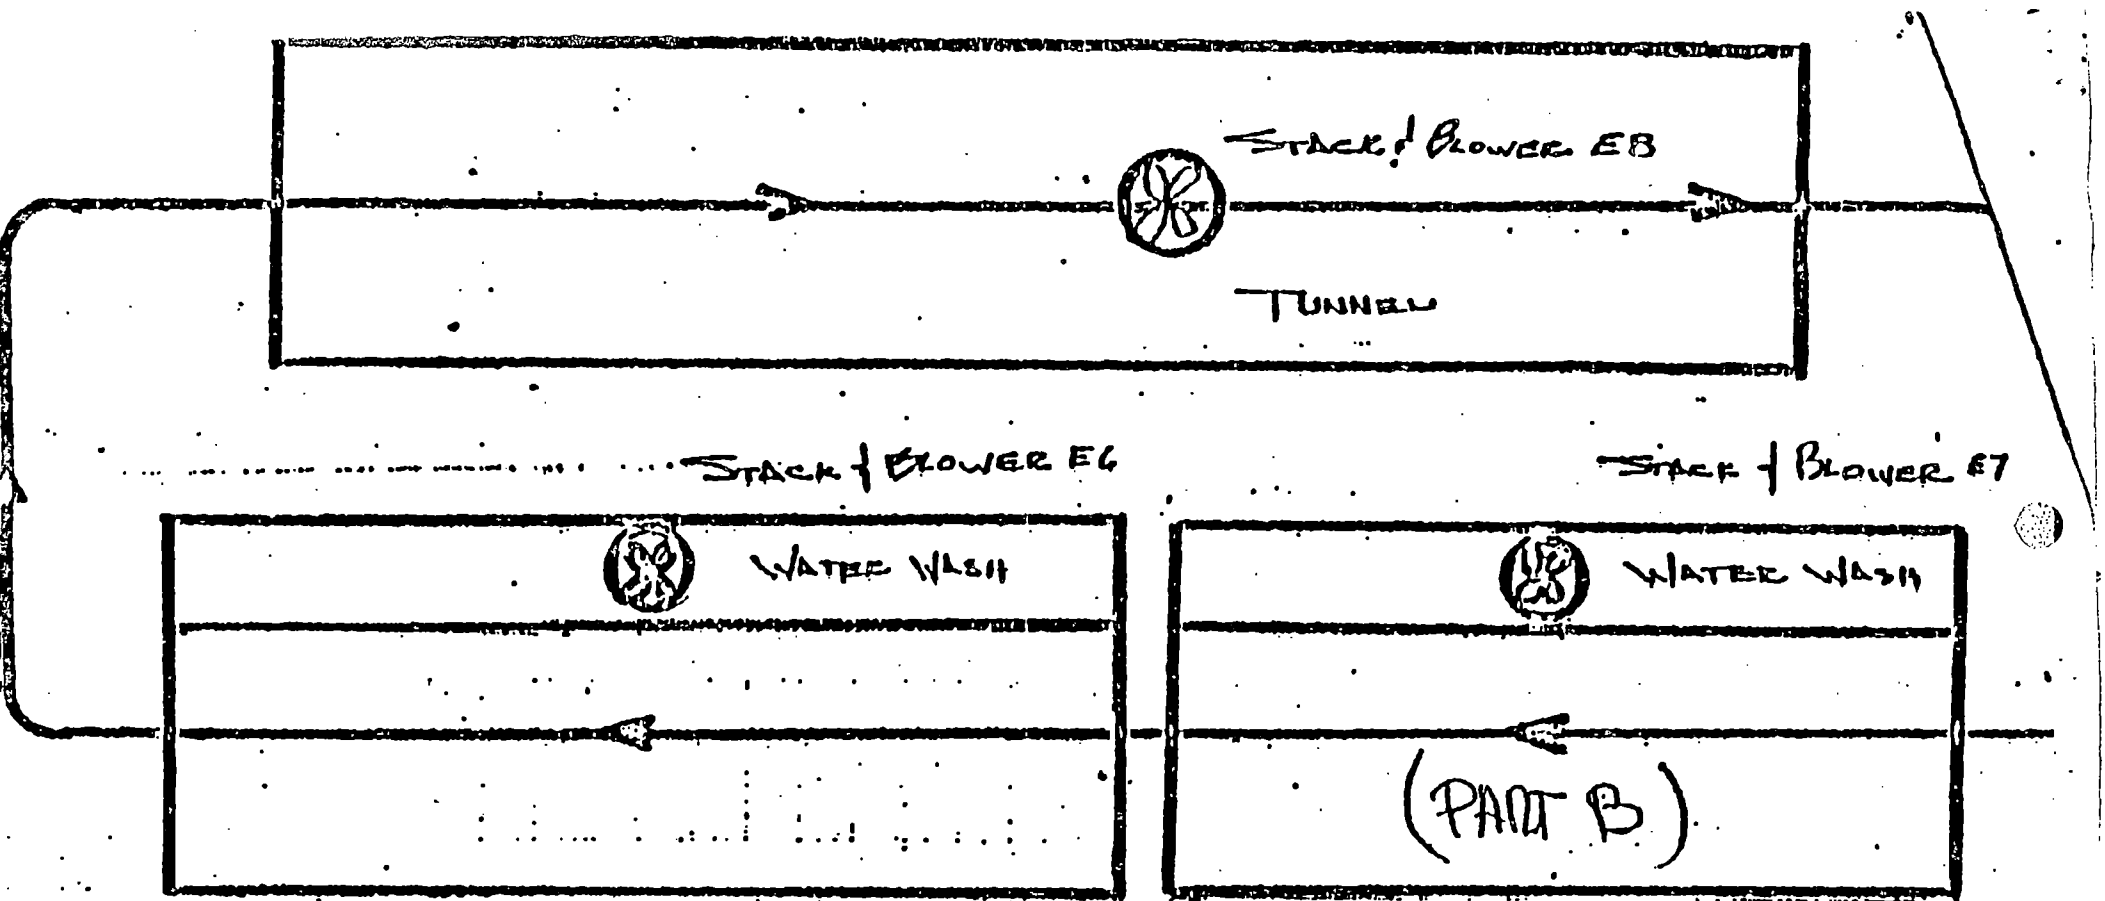 STACK & BLOWER E8
TUNNEL
STACK & BLOWER E6
STACK & BLOWER E7
WATER WASH
WATER WASH
(PART B)